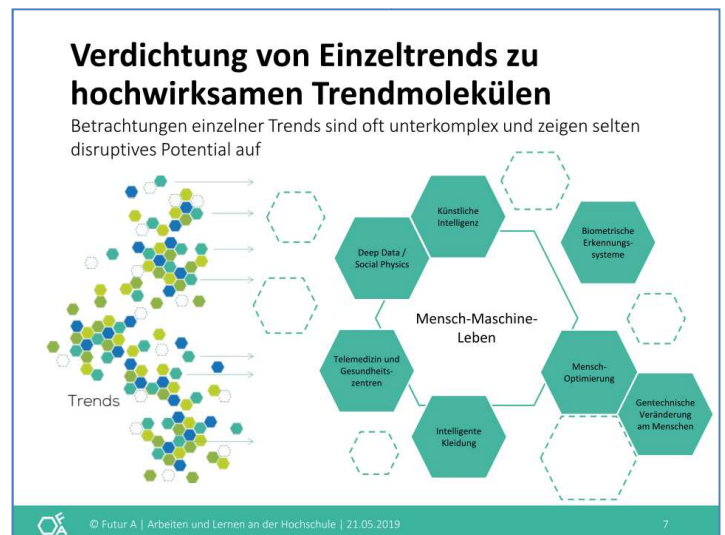 Verdichtung von Einzeltrends zu
hochwirksamen Trendmolekülen
Betrachtungen einzelner Trends sind oft unterkomplex und zeigen selten
disruptives Potential auf
Trends
Künstliche
Intelligenz
Deep Data /
Social Physics
Biometrische
Erkennungs-
systeme
Mensch-Maschine-
Leben
Telemedizin und
Gesundheits-
zentren
Mensch-
Optimierung
Gentechnische
Veränderung
am Menschen
Intelligente
Kleidung
FA
© Futur A | Arbeiten und Lernen an der Hochschule | 21.05.2019
7